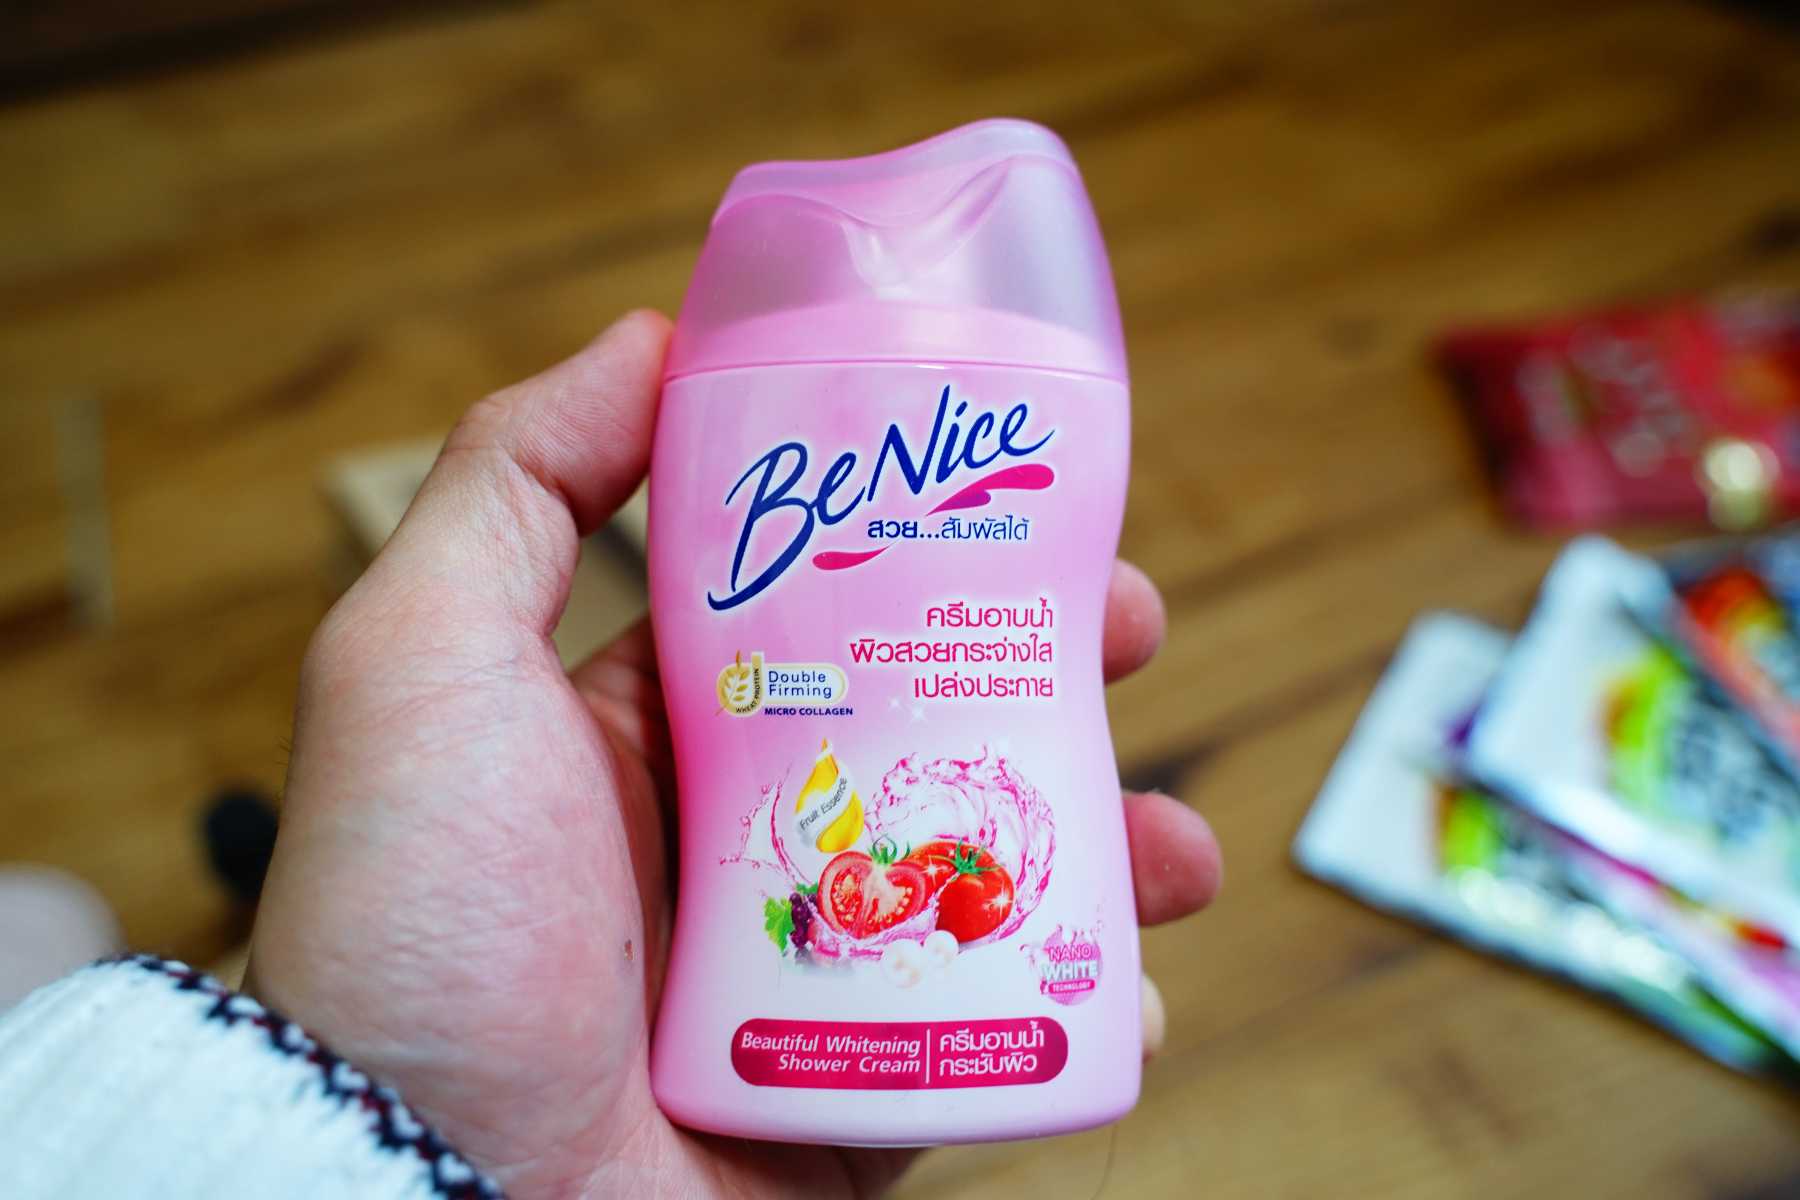 BeNice
สวย...สัมผัสได้
ครีมอาบน้ำ
ผิวสวยกระจ่างใส
เปล่งประกาย
WHEAT PROTEIN
Double
Firming
MICRO COLLAGEN
Fruit Essence
NANO
WHITE
TECHNOLOGY
Beautiful Whitening
Shower Cream
ครีมอาบน้ำ
กระชับผิว